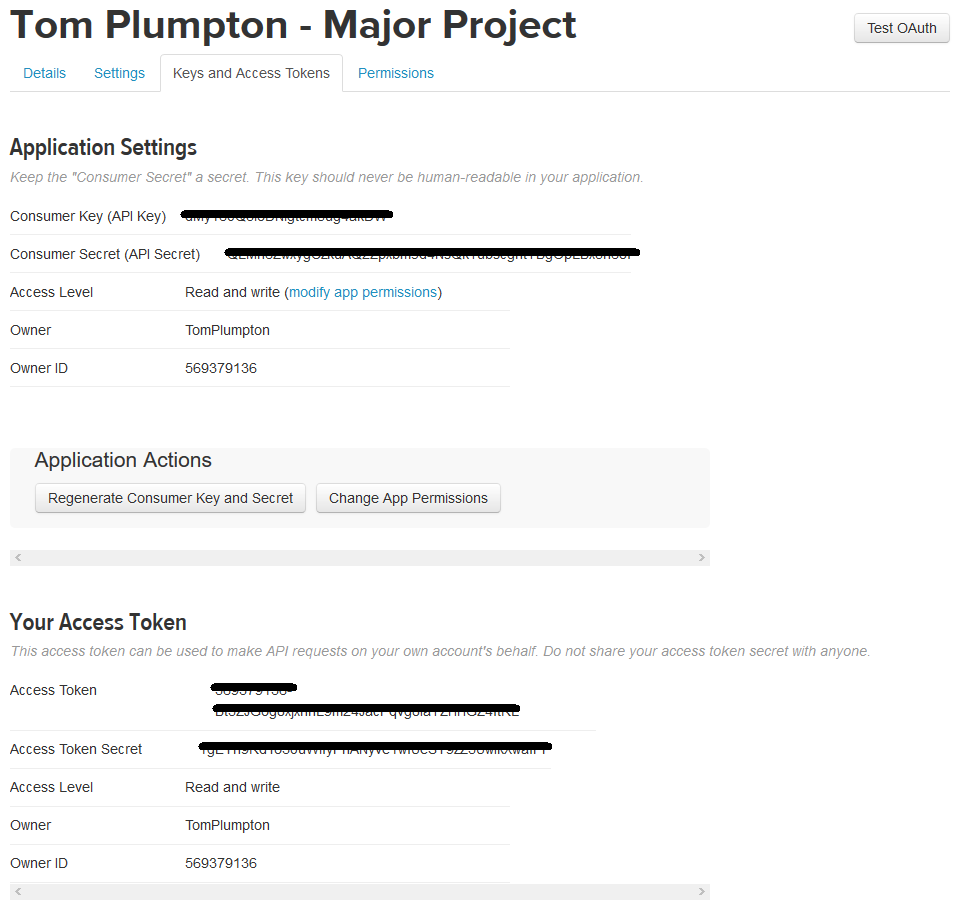 Tom Plumpton - Major Project
Test OAuth
Details Settings Keys and Access Tokens Permissions
Application Settings
Keep the "Consumer Secret" a secret. This key should never be human-readable in your application.
Consumer Key (API Key)
Consumer Secret (API Secret)
Access Level Read and write (modify app permissions)
Owner TomPlumpton
Owner ID 569379136
Application Actions
Regenerate Consumer Key and Secret Change App Permissions
Your Access Token
This access token can be used to make API requests on your own account's behalf. Do not share your access token secret with anyone.
Access Token
Access Token Secret
Access Level Read and write
Owner TomPlumpton
Owner ID 569379136